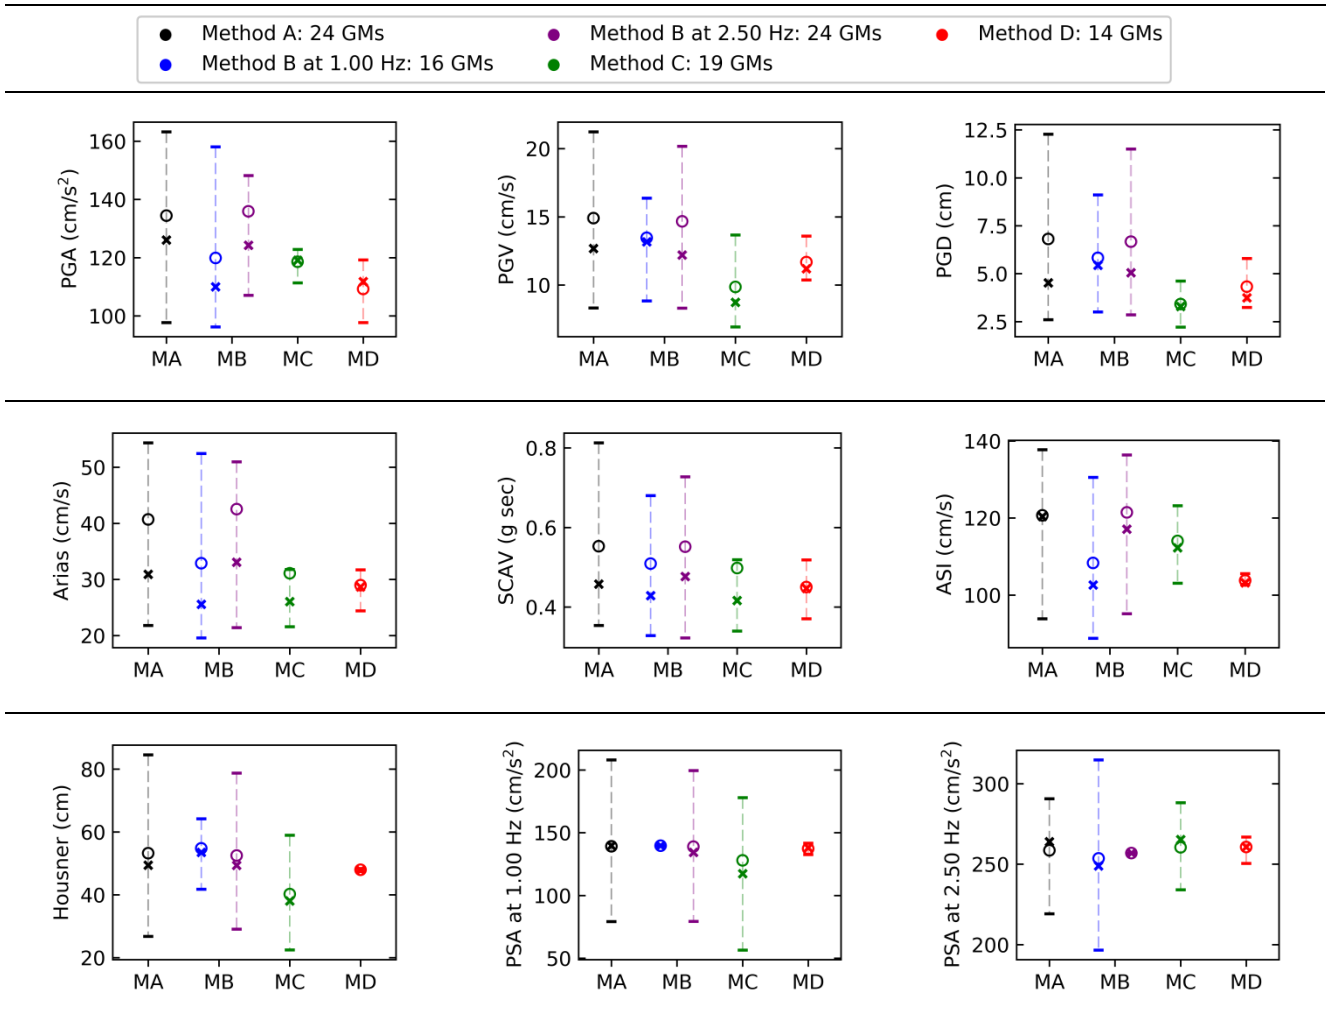 Method A: 24 GMs
Method B at 2.50 Hz: 24 GMs
Method D: 14 GMs
Method B at 1.00 Hz: 16 GMs
Method C: 19 GMs
PGA (cm/s²)
160
140
120
100
MA MB MC MD
PGV (cm/s)
20
15
10
MA MB MC MD
PGD (cm)
12.5
10.0
7.5
5.0
2.5
MA MB MC MD
Arias (cm/s)
50
40
30
20
MA MB MC MD
SCAV (g sec)
0.8
0.6
0.4
MA MB MC MD
ASI (cm/s)
140
120
100
MA MB MC MD
Housner (cm)
80
60
40
20
MA MB MC MD
PSA at 1.00 Hz (cm/s²)
200
150
100
50
MA MB MC MD
PSA at 2.50 Hz (cm/s²)
300
250
200
MA MB MC MD